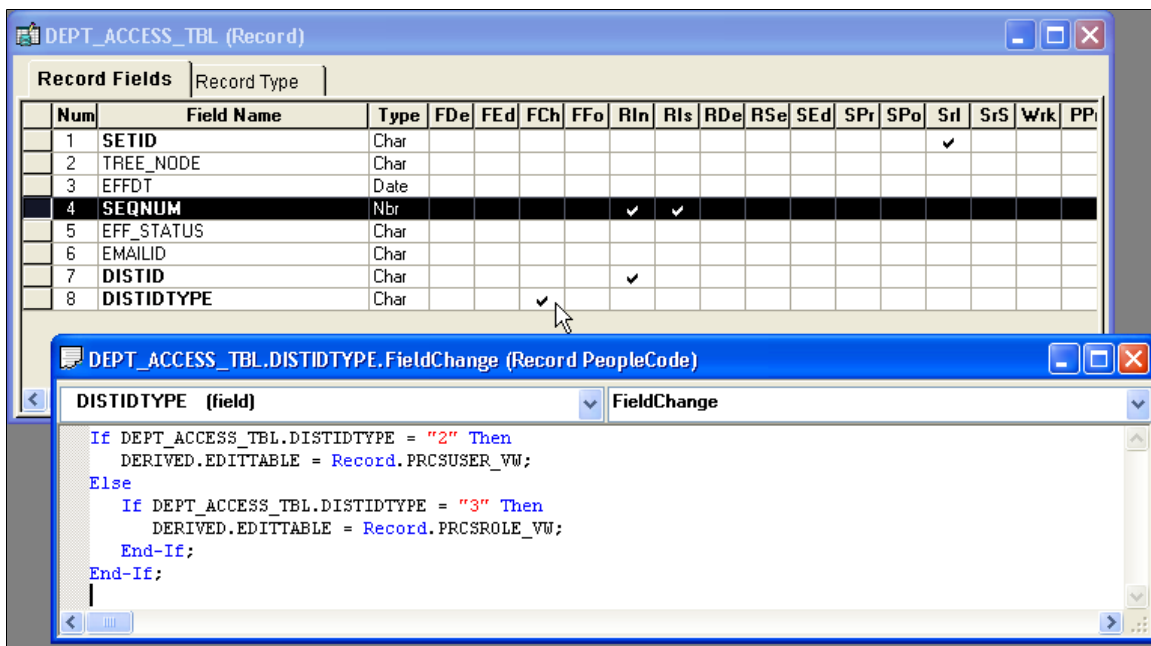 DEPT_ACCESS_TBL (Record)
Record Fields Record Type
Num Field Name Type FDe FEd FCh FFo RIn RIs RDe RSe SEd SPr SPo SrI SrS Wrk PPr
1 SETID Char
2 TREE_NODE Char
3 EFFDT Date
4 SEQNUM Nbr
5 EFF_STATUS Char
6 EMAILID Char
7 DISTID Char
8 DISTIDTYPE Char
DEPT_ACCESS_TBL.DISTIDTYPE.FieldChange (Record PeopleCode)
DISTIDTYPE (field) FieldChange
If DEPT_ACCESS_TBL.DISTIDTYPE = "2" Then
DERIVED.EDITTABLE = Record.PRCSUSER_VW;
Else
If DEPT_ACCESS_TBL.DISTIDTYPE = "3" Then
DERIVED.EDITTABLE = Record.PRCSROLE_VW;
End-If;
End-If;